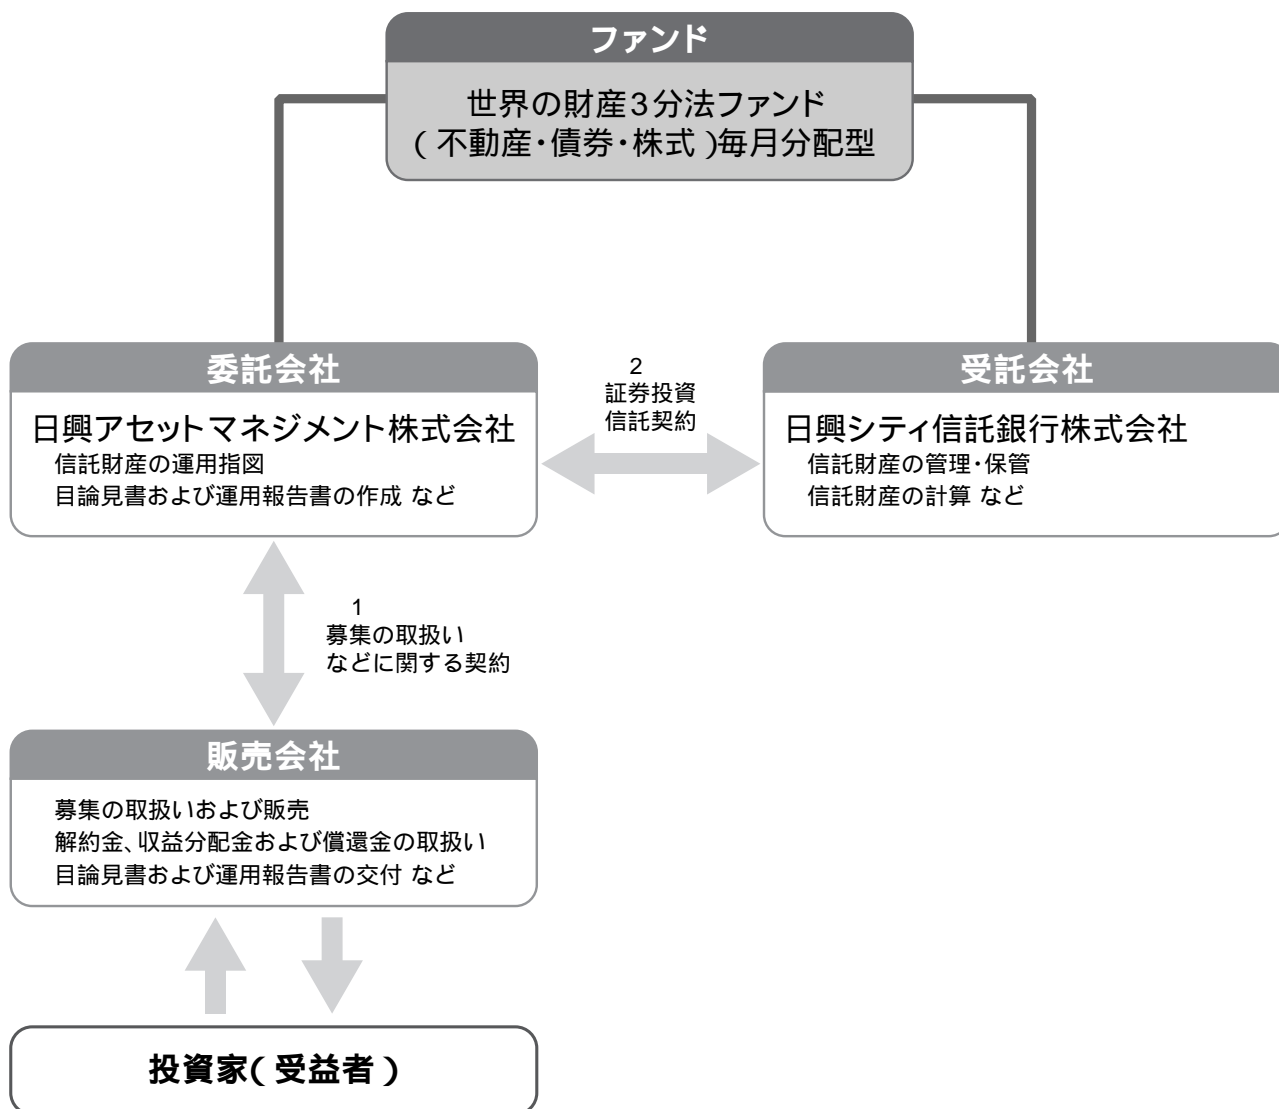 ファンド
世界の財産3分法ファンド
(不動産・債券・株式)毎月分配型
委託会社
日興アセットマネジメント株式会社
信託財産の運用指図
目論見書および運用報告書の作成 など
2
証券投資
信託契約
受託会社
日興シティ信託銀行株式会社
信託財産の管理・保管
信託財産の計算 など
1
募集の取扱い
などに関する契約
販売会社
募集の取扱いおよび販売
解約金、収益分配金および償還金の取扱い
目論見書および運用報告書の交付 など
投資家(受益者)